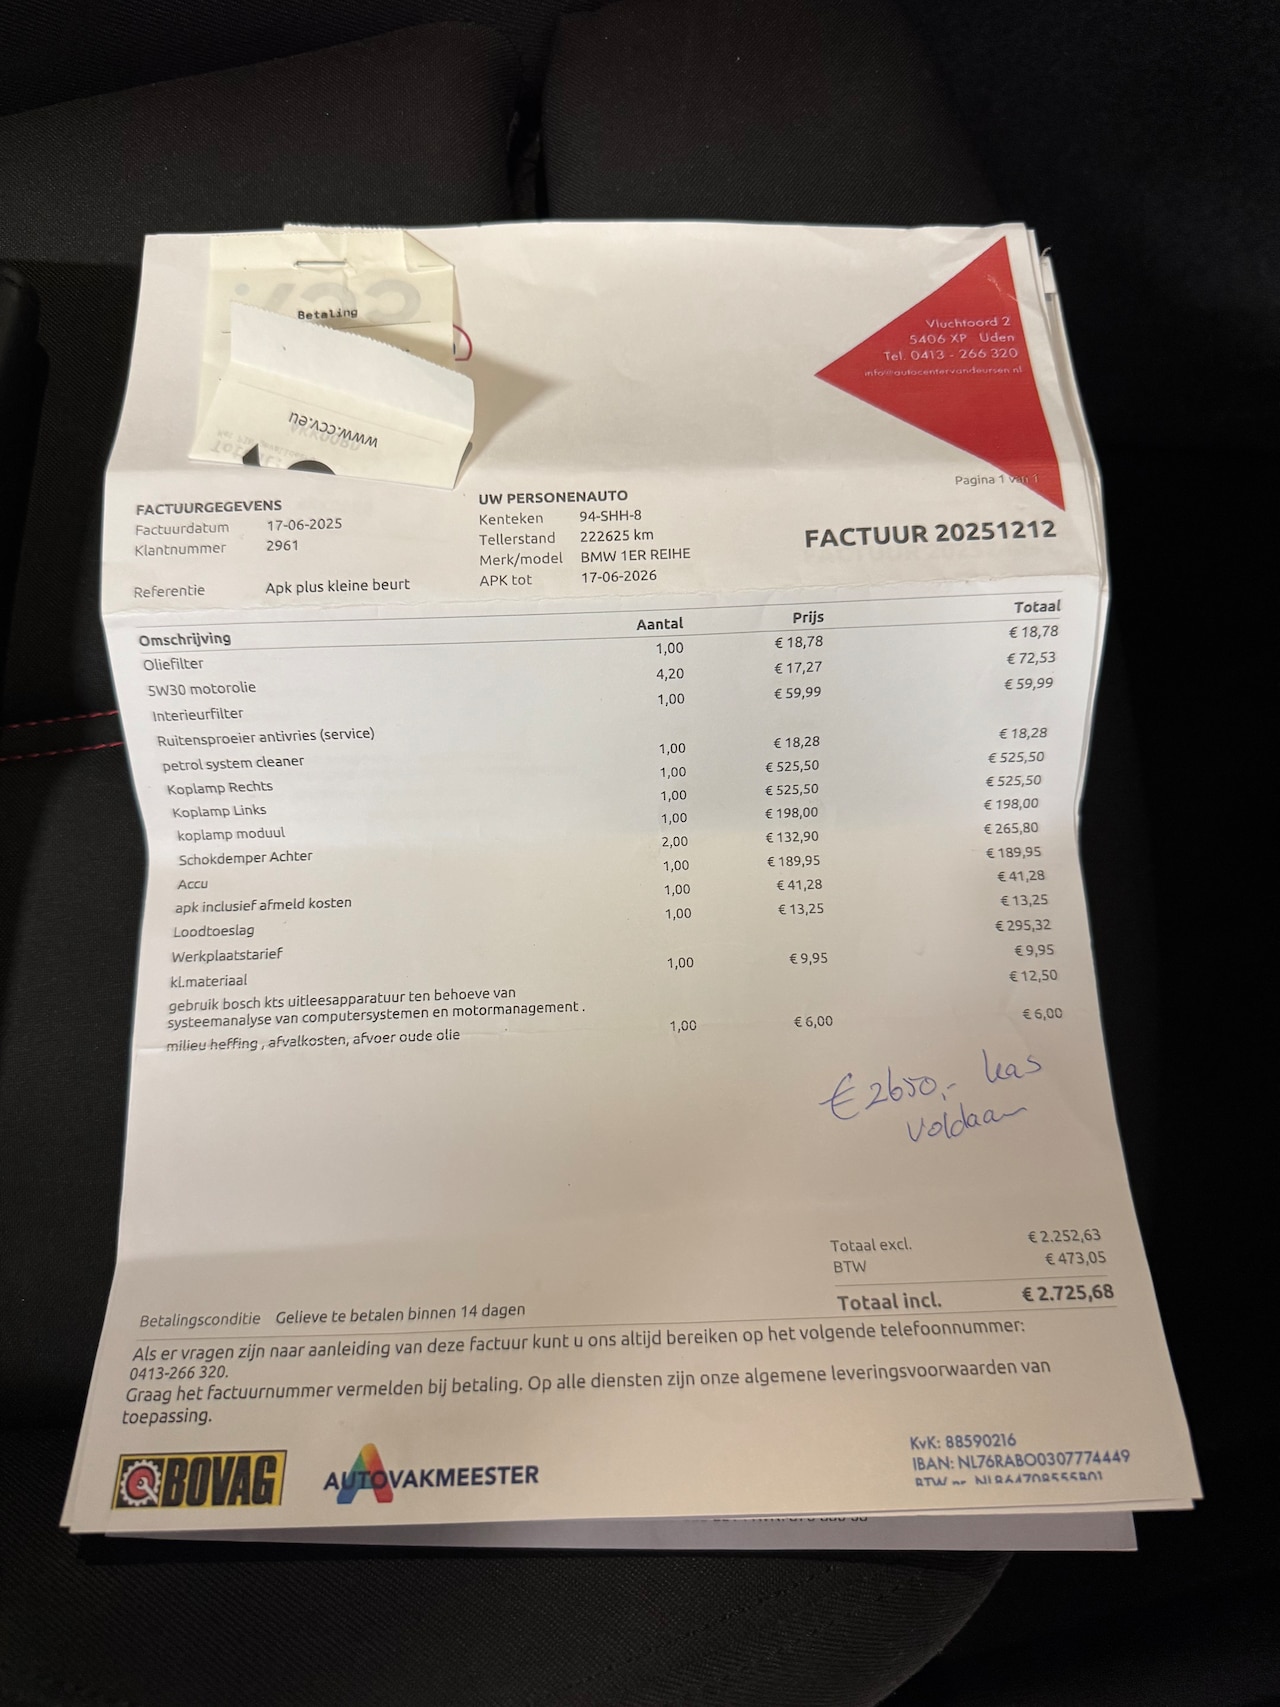 Betaling
www.ccv.eu
Vluchtoord 2
5406 XP Uden
Tel. 0413 - 266 320
info@autocentervandeursen.nl
Pagina 1 van 1
FACTUURGEGEVENS
Factuurdatum 17-06-2025
Klantnummer 2961
Referentie Apk plus kleine beurt
UW PERSONENAUTO
Kenteken 94-SHH-8
Tellerstand 222625 km
Merk/model BMW 1ER REIHE
APK tot 17-06-2026
FACTUUR 20251212
Omschrijving Aantal Prijs Totaal
Oliefilter 1,00 € 18,78 € 18,78
5W30 motorolie 4,20 € 17,27 € 72,53
Interieurfilter 1,00 € 59,99 € 59,99
Ruitensproeier antivries (service)
petrol system cleaner 1,00 € 18,28 € 18,28
Koplamp Rechts 1,00 € 525,50 € 525,50
Koplamp Links 1,00 € 525,50 € 525,50
koplamp moduul 1,00 € 198,00 € 198,00
Schokdemper Achter 2,00 € 132,90 € 265,80
Accu 1,00 € 189,95 € 189,95
apk inclusief afmeld kosten 1,00 € 41,28 € 41,28
Loodtoeslag 1,00 € 13,25 € 13,25
Werkplaatstarief € 295,32
kl.materiaal 1,00 € 9,95 € 9,95
gebruik bosch kts uitleesapparatuur ten behoeve van € 12,50
systeemanalyse van computersystemen en motormanagement .
milieu heffing , afvalkosten, afvoer oude olie 1,00 € 6,00 € 6,00
€ 2650,- kas
voldaan
Totaal excl. € 2.252,63
BTW € 473,05
Totaal incl. € 2.725,68
Betalingsconditie Gelieve te betalen binnen 14 dagen
Als er vragen zijn naar aanleiding van deze factuur kunt u ons altijd bereiken op het volgende telefoonnummer:
0413-266 320.
Graag het factuurnummer vermelden bij betaling. Op alle diensten zijn onze algemene leveringsvoorwaarden van
toepassing.
BOVAG
AUTOVAKMEESTER
KvK: 88590216
IBAN: NL76RABO0307774449
BTW nr. NL864708555B01